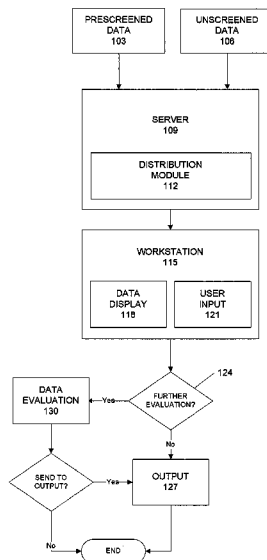 PRESCREENED
DATA
103
UNSCREENED
DATA
106
SERVER
109
DISTRIBUTION
MODULE
112
WORKSTATION
115
DATA
DISPLAY
118
USER
INPUT
121
124
FURTHER
EVALUATION?
Yes
No
DATA
EVALUATION
130
SEND TO
OUTPUT?
Yes
No
OUTPUT
127
END